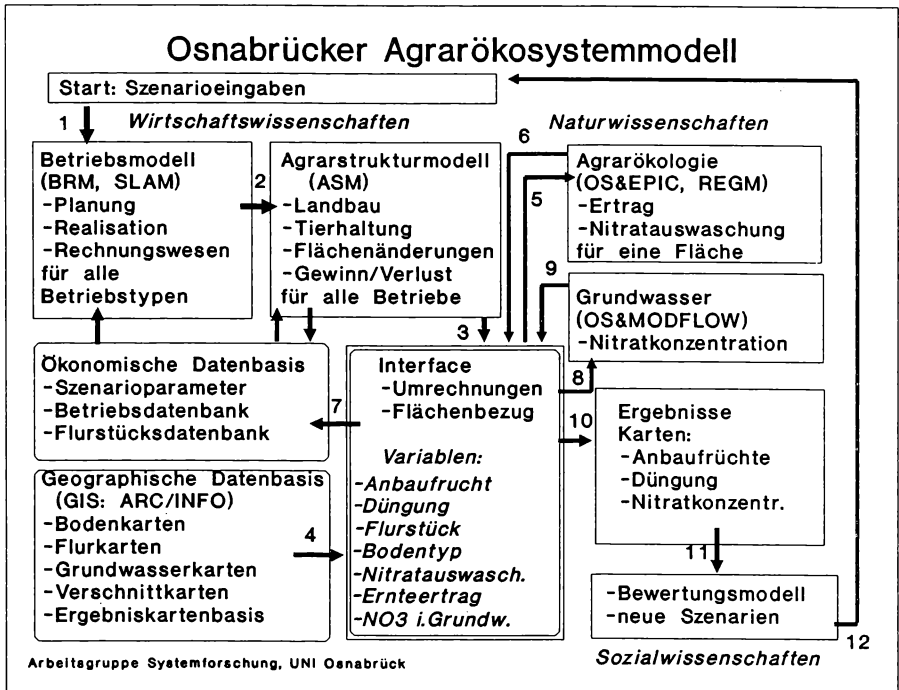 Osnabrücker Agrarökosystemmodell
Start: Szenarioeingaben
1
Wirtschaftswissenschaften
6
Naturwissenschaften
Betriebsmodell
(BRM, SLAM)
-Planung
-Realisation
-Rechnungswesen
für alle
Betriebstypen
2
Agrarstrukturmodell
(ASM)
-Landbau
-Tierhaltung
-Flächenänderungen
-Gewinn/Verlust
für alle Betriebe
5
Agrarökologie
(OS&EPIC, REGM)
-Ertrag
-Nitratauswaschung
für eine Fläche
9
Grundwasser
(OS&MODFLOW)
-Nitratkonzentration
3
8
Ökonomische Datenbasis
-Szenarioparameter
-Betriebsdatenbank
-Flurstücksdatenbank
7
Interface
-Umrechnungen
-Flächenbezug
Variablen:
-Anbaufrucht
-Düngung
-Flurstück
-Bodentyp
-Nitratauswasch.
-Ernteertrag
-NO3 i.Grundw.
10
Ergebnisse
Karten:
-Anbaufrüchte
-Düngung
-Nitratkonzentr.
Geographische Datenbasis
(GIS: ARC/INFO)
-Bodenkarten
-Flurkarten
-Grundwasserkarten
-Verschnittkarten
-Ergebniskartenbasis
4
11
-Bewertungsmodell
-neue Szenarien
12
Sozialwissenschaften
Arbeitsgruppe Systemforschung, UNI Osnabrück